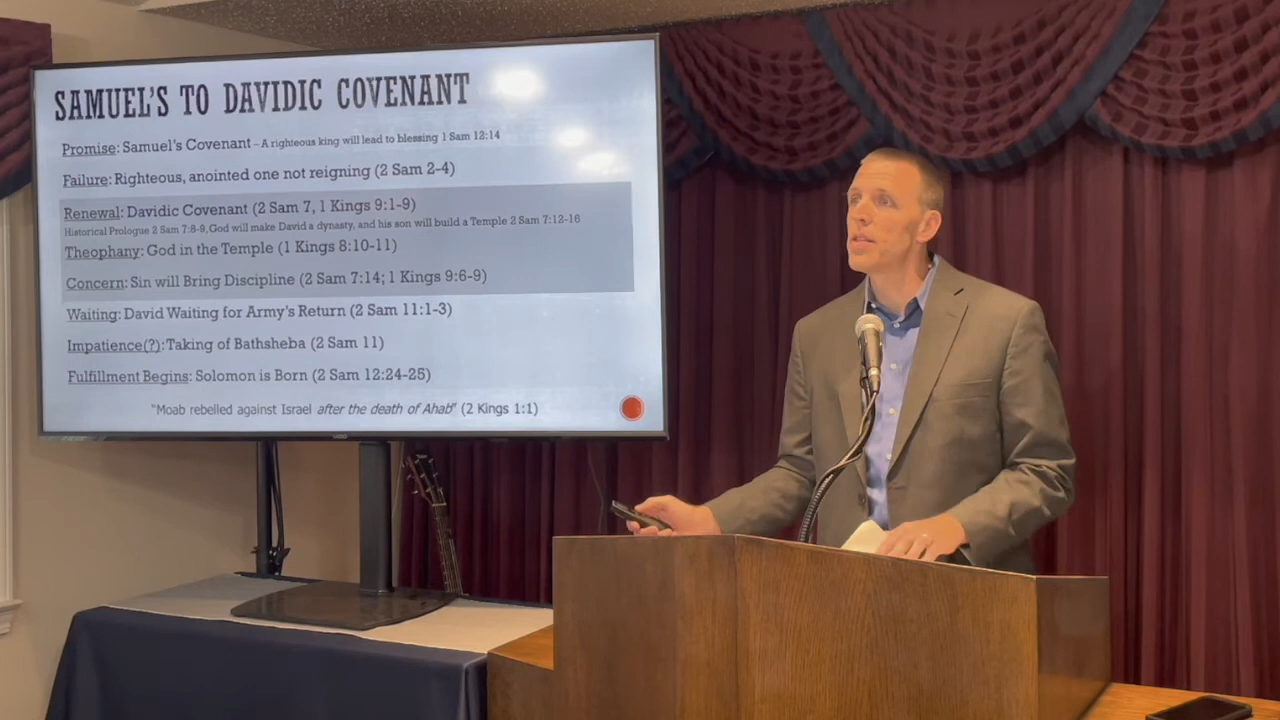 SAMUEL'S TO DAVIDIC COVENANT
Promise: Samuel's Covenant – A righteous king will lead to blessing 1 Sam 12:14
Failure: Righteous, anointed one not reigning (2 Sam 2-4)
Renewal: Davidic Covenant (2 Sam 7, 1 Kings 9:1-9)
Historical Prologue 2 Sam 7:8-9, God will make David a dynasty, and his son will build a Temple 2 Sam 7:12-16
Theophany: God in the Temple (1 Kings 8:10-11)
Concern: Sin will Bring Discipline (2 Sam 7:14; 1 Kings 9:6-9)
Waiting: David Waiting for Army's Return (2 Sam 11:1-3)
Impatience(?): Taking of Bathsheba (2 Sam 11)
Fulfillment Begins: Solomon is Born (2 Sam 12:24-25)
"Moab rebelled against Israel after the death of Ahab" (2 Kings 1:1)